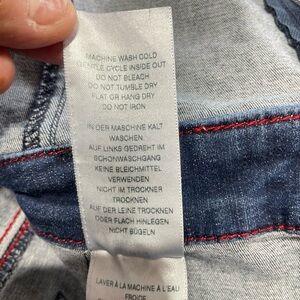 MACHINE WASH COLD
GENTLE CYCLE INSIDE OUT
DO NOT BLEACH
DO NOT TUMBLE DRY
FLAT OR HANG DRY
DO NOT IRON
IN DER MASCHINE KALT
WASCHEN
AUF LINKS GEDREHT IM
SCHONWASCHGANG
KEINE BLEICHMITTEL
VERWENDEN
NICHT IM TROCKNER
TROCKNEN
AUF DER LEINE TROCKNEN
ODER FLACH HINLEGEN
NICHT BÜGELN
LAVER À LA MACHINE À L'EAU
FROIDE